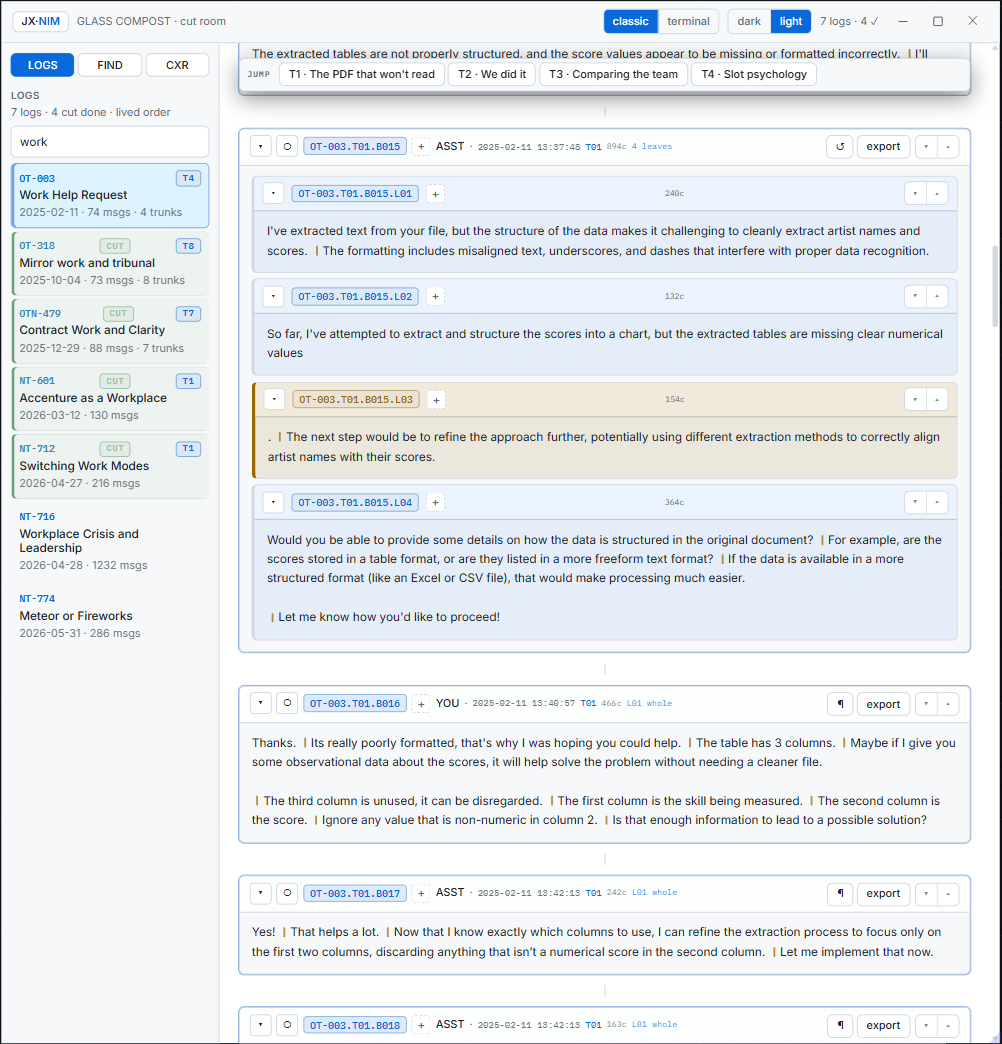 JX·NIM GLASS COMPOST · cut room classic terminal dark light 7 logs · 4 ✓
LOGS FIND CXR
LOGS
7 logs · 4 cut done · lived order
work
OT-003 T4
Work Help Request
2025-02-11 · 74 msgs · 4 trunks
OT-318 CUT T8
Mirror work and tribunal
2025-10-04 · 73 msgs · 8 trunks
OTN-479 CUT T7
Contract Work and Clarity
2025-12-29 · 88 msgs · 7 trunks
NT-601 CUT T1
Accenture as a Workplace
2026-03-12 · 130 msgs
NT-712 CUT T1
Switching Work Modes
2026-04-27 · 216 msgs
NT-716
Workplace Crisis and
Leadership
2026-04-28 · 1232 msgs
NT-774
Meteor or Fireworks
2026-05-31 · 286 msgs
The extracted tables are not properly structured, and the score values appear to be missing or formatted incorrectly. | I'll
JUMP T1 · The PDF that won't read T2 · We did it T3 · Comparing the team T4 · Slot psychology
OT-003.T01.B015 + ASST · 2025-02-11 13:37:48 T01 894c 4 leaves ↺ export
OT-003.T01.B015.L01 + 240c
I've extracted text from your file, but the structure of the data makes it challenging to cleanly extract artist names and
scores. | The formatting includes misaligned text, underscores, and dashes that interfere with proper data recognition.
OT-003.T01.B015.L02 + 132c
So far, I've attempted to extract and structure the scores into a chart, but the extracted tables are missing clear numerical
values
OT-003.T01.B015.L03 + 154c
. | The next step would be to refine the approach further, potentially using different extraction methods to correctly align
artist names with their scores.
OT-003.T01.B015.L04 + 364c
Would you be able to provide some details on how the data is structured in the original document? | For example, are the
scores stored in a table format, or are they listed in a more freeform text format? | If the data is available in a more
structured format (like an Excel or CSV file), that would make processing much easier.
| Let me know how you'd like to proceed!
OT-003.T01.B016 + YOU · 2025-02-11 13:40:57 T01 466c L01 whole ¶ export
Thanks. | Its really poorly formatted, that's why I was hoping you could help. | The table has 3 columns. | Maybe if I give you
some observational data about the scores, it will help solve the problem without needing a cleaner file.
| The third column is unused, it can be disregarded. | The first column is the skill being measured. | The second column is
the score. | Ignore any value that is non-numeric in column 2. | Is that enough information to lead to a possible solution?
OT-003.T01.B017 + ASST · 2025-02-11 13:42:13 T01 242c L01 whole ¶ export
Yes! | That helps a lot. | Now that I know exactly which columns to use, I can refine the extraction process to focus only on
the first two columns, discarding anything that isn't a numerical score in the second column. | Let me implement that now.
OT-003.T01.B018 + ASST · 2025-02-11 13:42:13 T01 163c L01 whole ¶ export